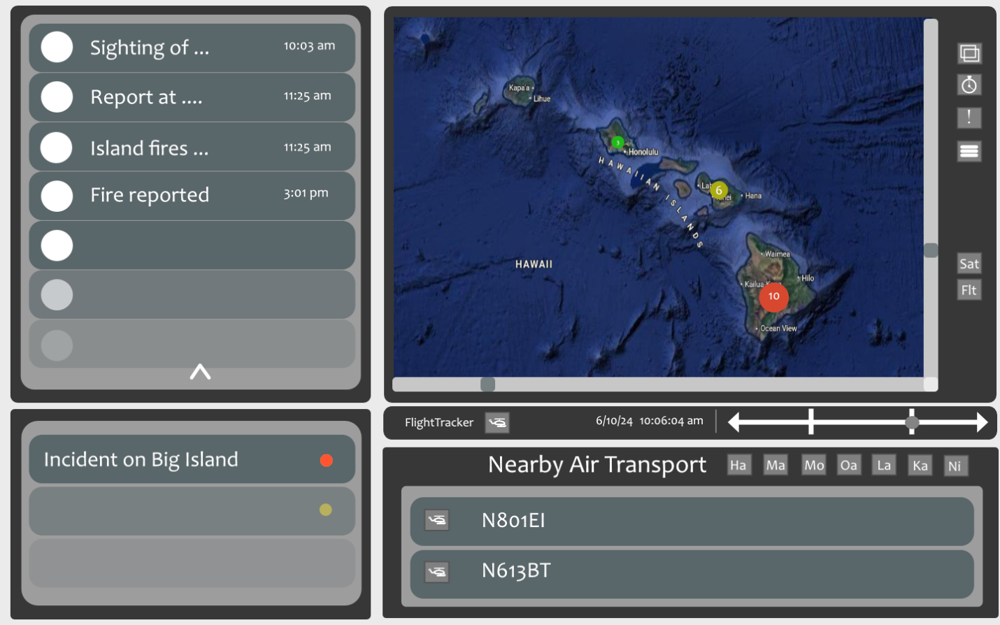 Sighting of ...
10:03 am
Report at ....
11:25 am
Island fires ...
11:25 am
Fire reported
3:01 pm
Incident on Big Island
Kapa'a
Lihue
3
Honolulu
HAWAIIAN ISLANDS
Lah
6
Kihei
Hana
HAWAII
Waimea
Kailua-Kona
Hilo
10
Ocean View
!
Sat
Flt
FlightTracker
6/10/24 10:06:04 am
Nearby Air Transport
Ha
Ma
Mo
Oa
La
Ka
Ni
N801EI
N613BT